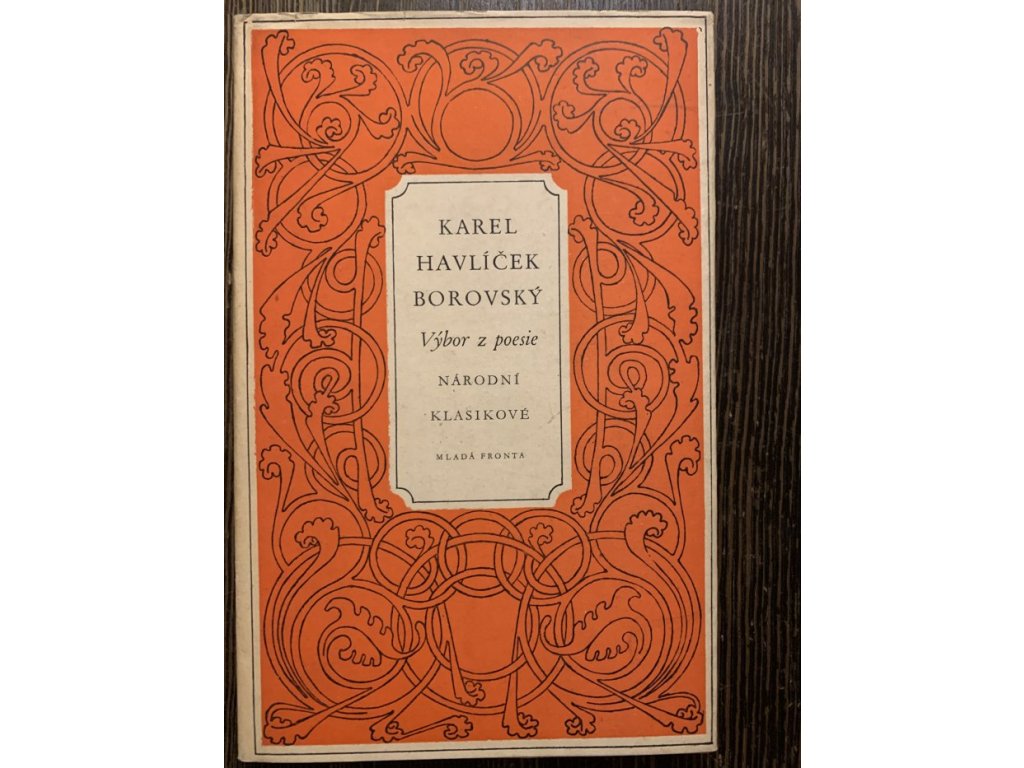 KAREL
HAVLÍČEK
BOROVSKÝ
Výbor z poesie
NÁRODNÍ
KLASIKOVÉ
MLADÁ FRONTA